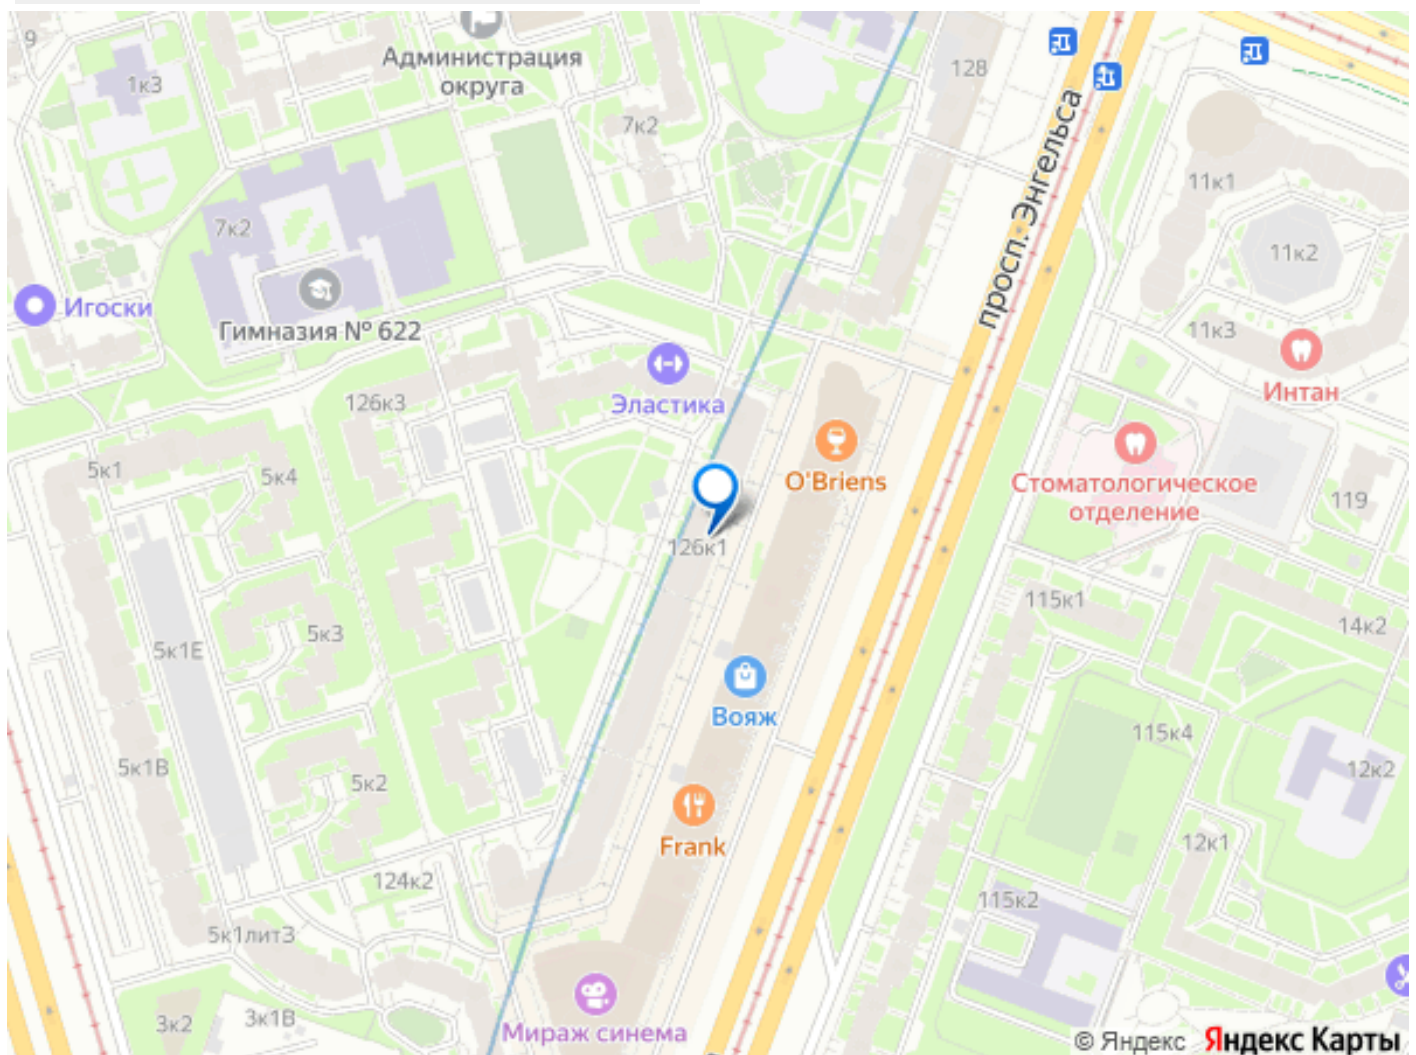 9
1к3
Администрация
округа
128
7к2
просп. Энгельса
11к1
7к2
11к2
Игоски
Гимназия № 622
11к3
Интан
126к3
Эластика
5к1
5к4
O'Briens
Стоматологическое
отделение
119
126к1
115к1
14к2
5к3
5к1Е
Вояж
115к4
5к1В
5к2
12к2
Frank
12к1
124к2
115к2
5к1лит3
3к2
3к1В
Мираж синема
© Яндекс Яндекс Карты